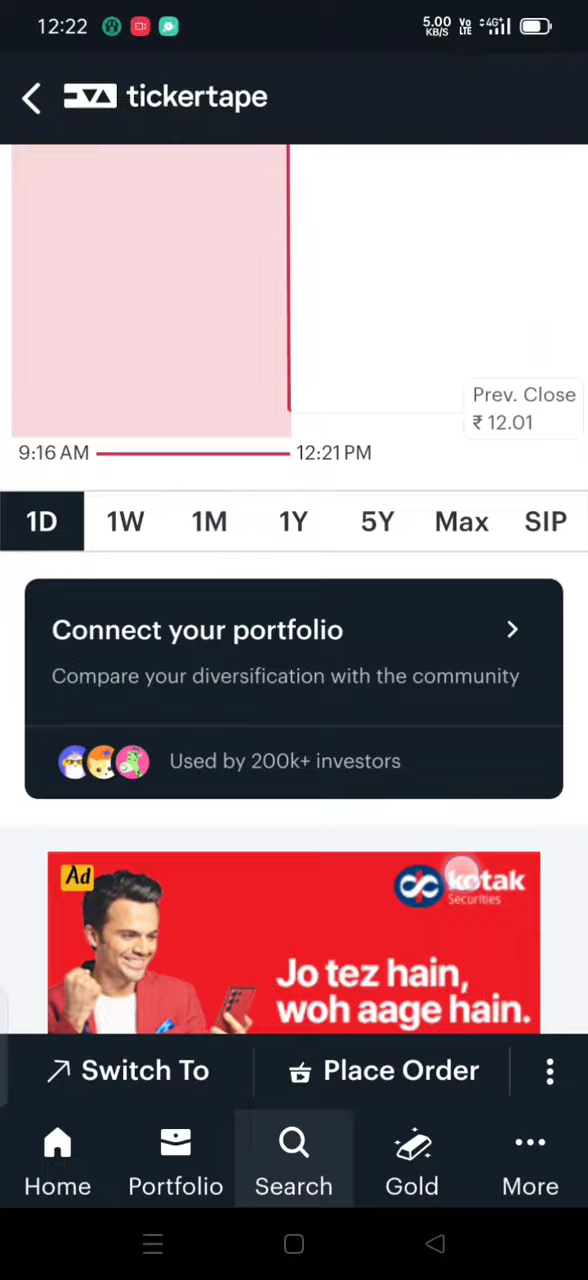 12:22
5.00 KB/S Vo LTE 4G+
tickertape
Prev. Close
₹ 12.01
9:16 AM 12:21 PM
1D 1W 1M 1Y 5Y Max SIP
Connect your portfolio
Compare your diversification with the community
Used by 200k+ investors
Ad
kotak
Securities
Jo tez hain,
woh aage hain.
Switch To Place Order
Home Portfolio Search Gold More